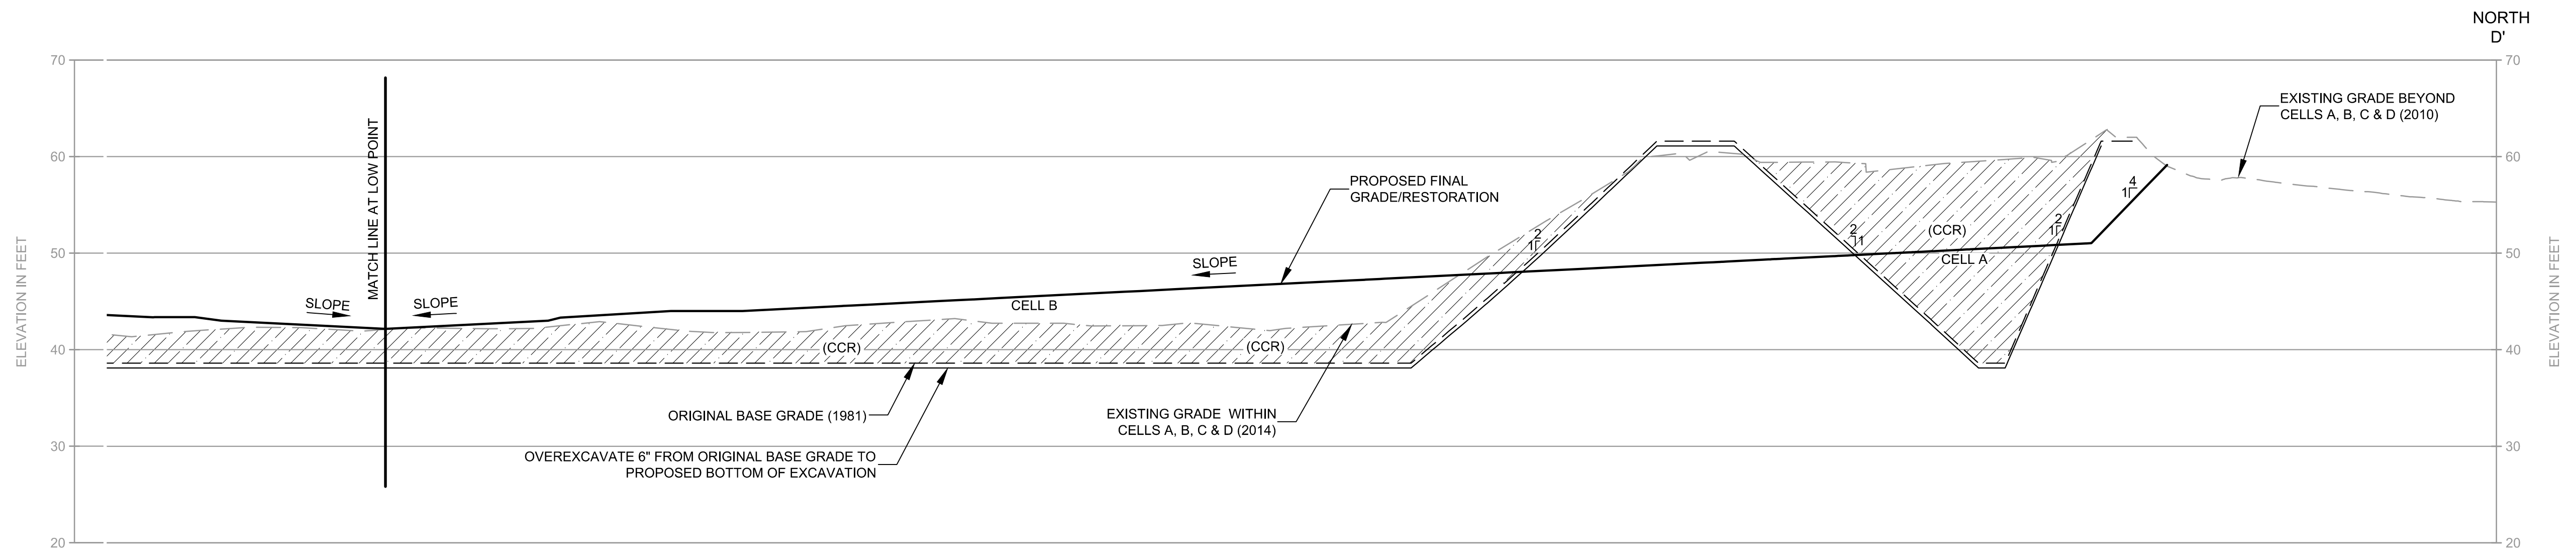 NORTH
D'
70
70
EXISTING GRADE BEYOND
CELLS A, B, C & D (2010)
MATCH LINE AT LOW POINT
60
60
PROPOSED FINAL
GRADE/RESTORATION
4
1
2
1
2
1
2
1
(CCR)
50
50
SLOPE
CELL A
ELEVATION IN FEET
ELEVATION IN FEET
SLOPE
SLOPE
CELL B
40
(CCR)
(CCR)
40
ORIGINAL BASE GRADE (1981)
EXISTING GRADE WITHIN
CELLS A, B, C & D (2014)
30
30
OVEREXCAVATE 6" FROM ORIGINAL BASE GRADE TO
PROPOSED BOTTOM OF EXCAVATION
20
20